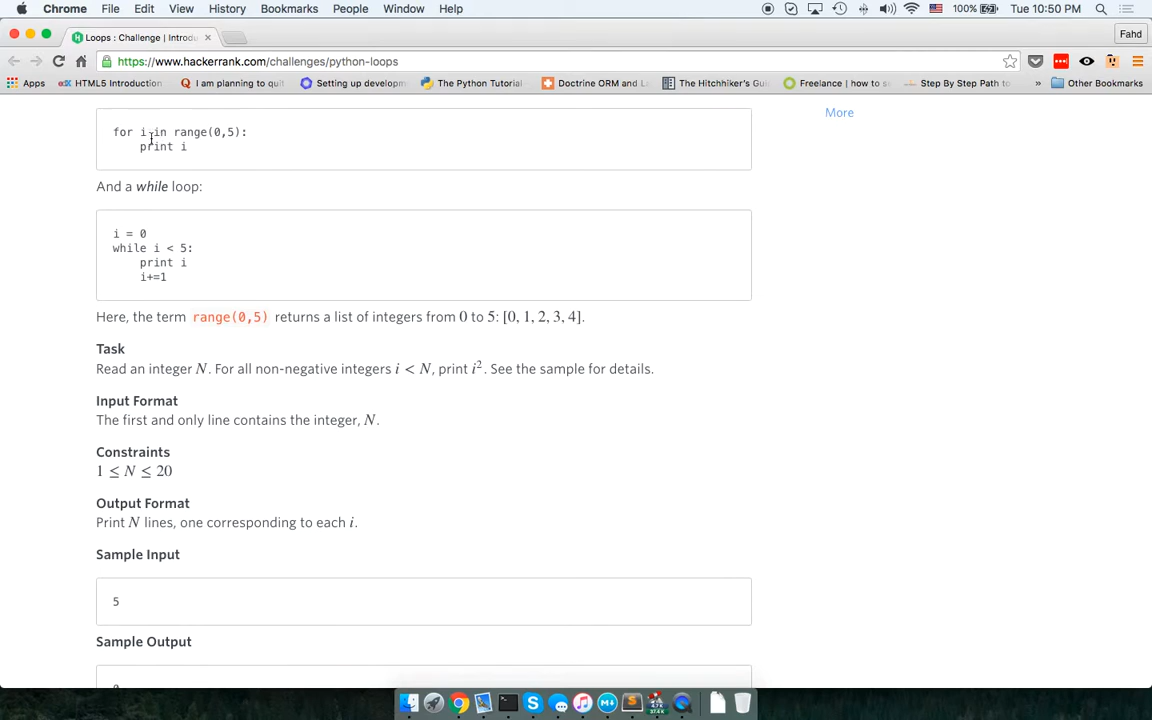 Chrome File Edit View History Bookmarks People Window Help 100% Tue 10:50 PM
Loops : Challenge | Introdu × Fahd
https://www.hackerrank.com/challenges/python-loops
Apps HTML5 Introduction I am planning to quit Setting up developm The Python Tutorial Doctrine ORM and La The Hitchhiker's Guid Freelance | how to se Step By Step Path to » Other Bookmarks
More
for i in range(0,5):
print i
And a while loop:
i = 0
while i < 5:
print i
i+=1
Here, the term range(0,5) returns a list of integers from 0 to 5: [0, 1, 2, 3, 4].
Task
Read an integer N. For all non-negative integers i < N, print i². See the sample for details.
Input Format
The first and only line contains the integer, N.
Constraints
1 ≤ N ≤ 20
Output Format
Print N lines, one corresponding to each i.
Sample Input
5
Sample Output